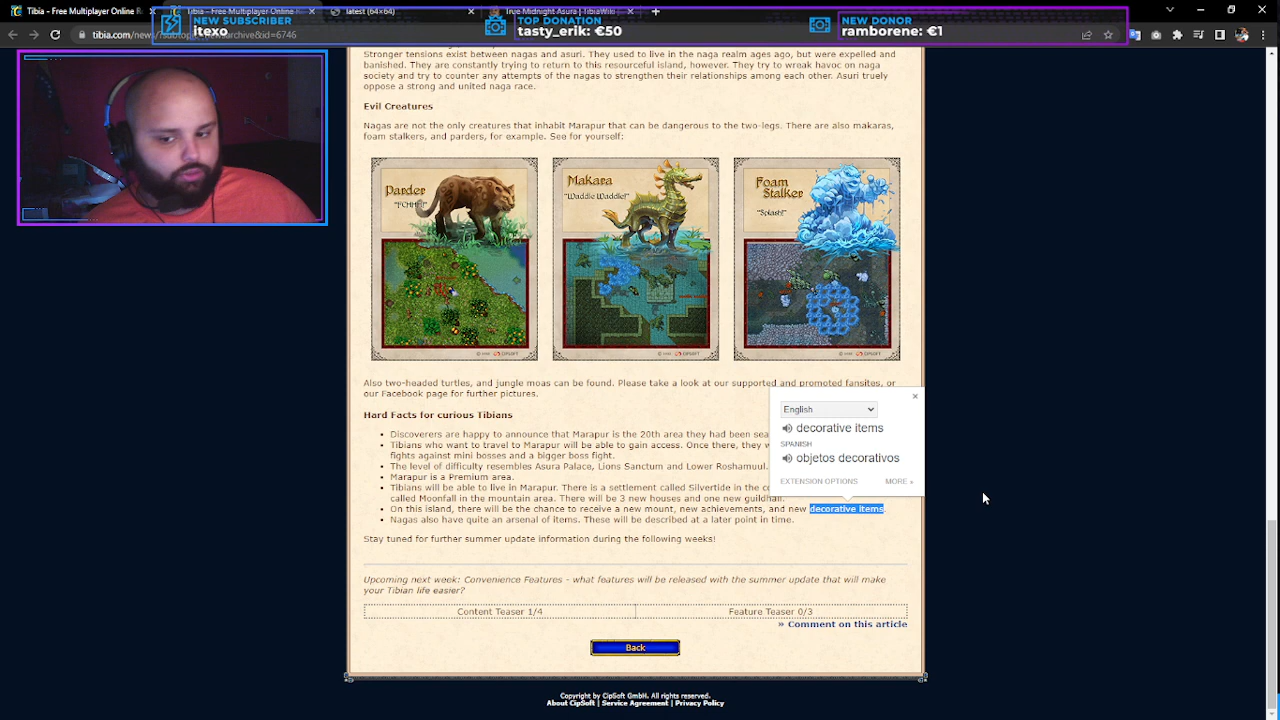 Tibia - Free Multiplayer Online R
Tibia - Free Multiplayer Online R
latest (64×64)
True Midnight Asura | TibiaWiki
NEW SUBSCRIBER
itexo
TOP DONATION
tasty_erik: €50
NEW DONOR
ramborene: €1
Stronger tensions exist between nagas and asuri. They used to live in the naga realm ages ago, but were expelled and
banished. They are constantly trying to return to this resourceful island, however. They try to wreak havoc on naga
society and try to counter any attempts of the nagas to strengthen their relationships among each other. Asuri truely
oppose a strong and united naga race.
Evil Creatures
Nagas are not the only creatures that inhabit Marapur that can be dangerous to the two-legs. There are also makaras,
foam stalkers, and parders, for example. See for yourself:
Parder
Makara
"Waddle Waddle!"
Foam
Stalker
"Splash!"
CIPSOFT
CIPSOFT
CIPSOFT
Also two-headed turtles, and jungle moas can be found. Please take a look at our supported and promoted fansites, or
our Facebook page for further pictures.
Hard Facts for curious Tibians
Discoverers are happy to announce that Marapur is the 20th area they had been
Tibians who want to travel to Marapur will be able to gain access. Once there, they
fights against mini bosses and a bigger boss fight.
The level of difficulty resembles Asura Palace, Lions Sanctum and Lower Roshamuul.
Marapur is a Premium area.
Tibians will be able to live in Marapur. There is a settlement called Silvertide in the
called Moonfall in the mountain area. There will be 3 new houses and one new guildhall.
On this island, there will be the chance to receive a new mount, new achievements, and new decorative items.
Nagas also have quite an arsenal of items. These will be described at a later point in time.
English
decorative items
SPANISH
objetos decorativos
EXTENSION OPTIONS
MORE »
Stay tuned for further summer update information during the following weeks!
Upcoming next week: Convenience Features - what features will be released with the summer update that will make
your Tibian life easier?
Content Teaser 1/4
Feature Teaser 0/3
» Comment on this article
Back
Copyright by CipSoft GmbH. All rights reserved.
About CipSoft | Service Agreement | Privacy Policy